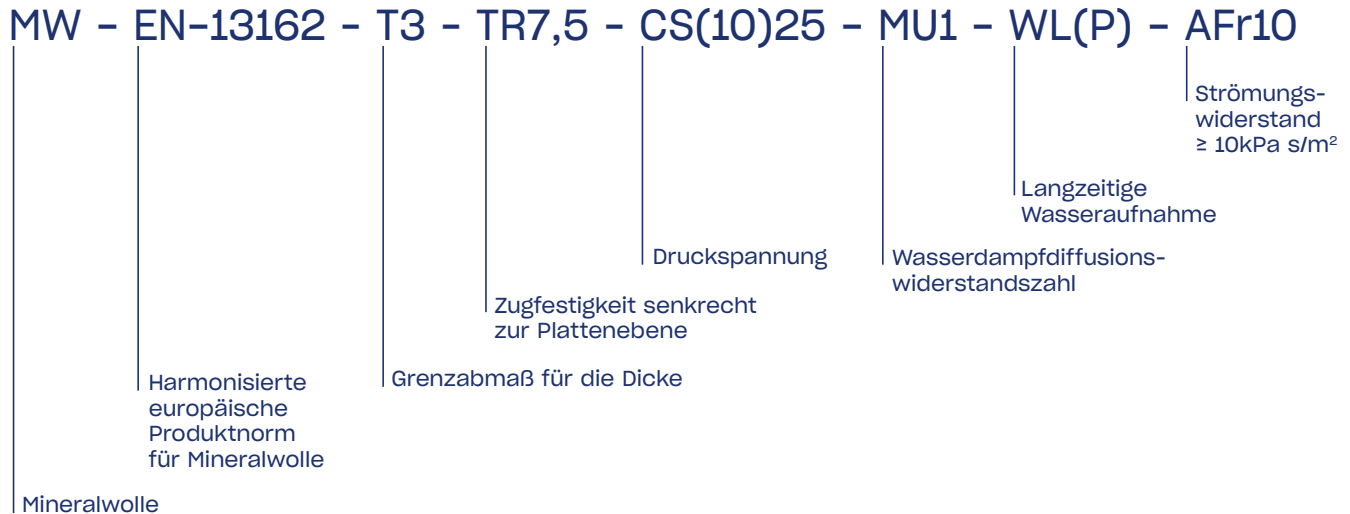 MW – EN–13162 – T3 – TR7,5 – CS(10)25 – MU1 – WL(P) – AFr10
Strömungs-
widerstand
≥ 10kPa s/m²
Langzeitige
Wasseraufnahme
Druckspannung
Wasserdampfdiffusions-
widerstandszahl
Zugfestigkeit senkrecht
zur Plattenebene
Grenzabmaß für die Dicke
Harmonisierte
europäische
Produktnorm
für Mineralwolle
Mineralwolle